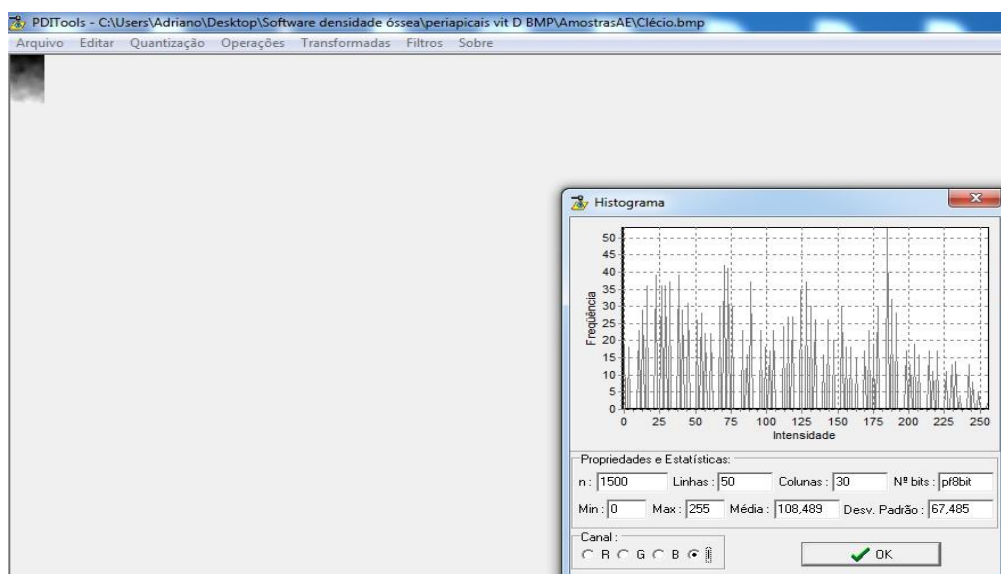 PDITools - C:\Users\Adriano\Desktop\Software densidade óssea\periapicais vit D BMP\AmostrasAE\Clécio.bmp
Arquivo Editar Quantização Operações Transformadas Filtros Sobre
Histograma
50
45
40
35
30
25
20
15
10
5
0
Freqüência
0 25 50 75 100 125 150 175 200 225 250
Intensidade
Propriedades e Estatísticas:
n : 1500 Linhas : 50 Colunas : 30 Nº bits : pf8bit
Min : 0 Max : 255 Média : 108,489 Desv. Padrão : 67,485
Canal :
R G B I
OK